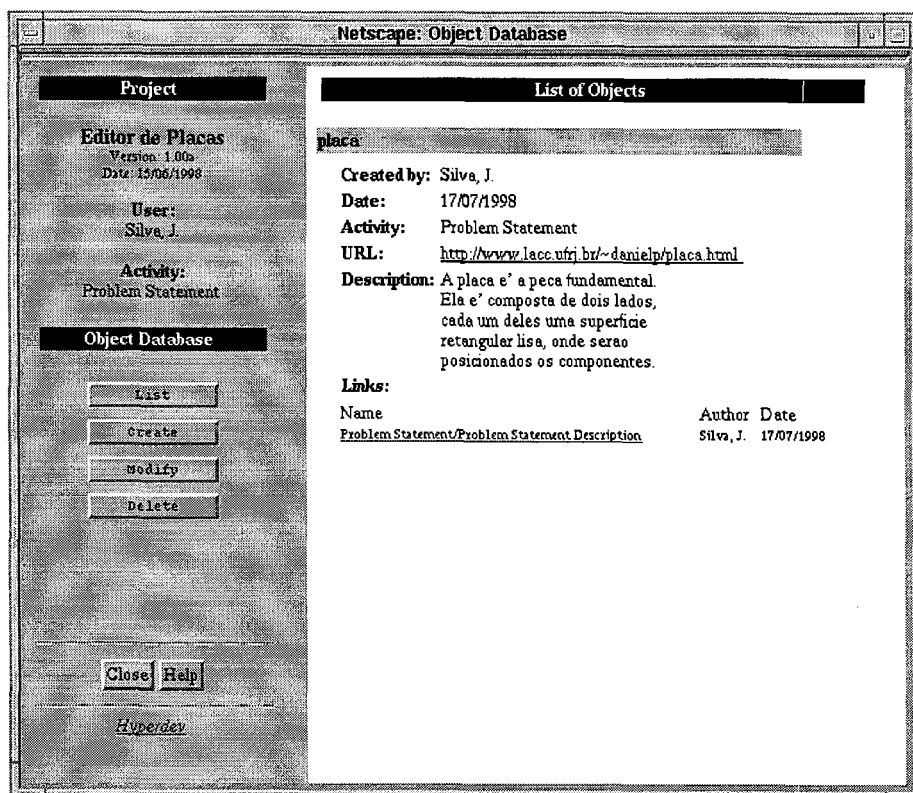 Netscape: Object Database
Project
Editor de Placas
Version: 1.00a
Date: 15/06/1998
User:
Silva, J.
Activity:
Problem Statement
Object Database
List
Create
Modify
Delete
Close Help
Hyperdev
List of Objects
placa
Created by: Silva, J.
Date: 17/07/1998
Activity: Problem Statement
URL: http://www.lacc.ufrj.br/~danielp/placa.html
Description: A placa e' a peca fundamental.
Ela e' composta de dois lados,
cada um deles uma superficie
retangular lisa, onde serao
posicionados os componentes.
Links:
Name Author Date
Problem Statement/Problem Statement Description Silva, J. 17/07/1998